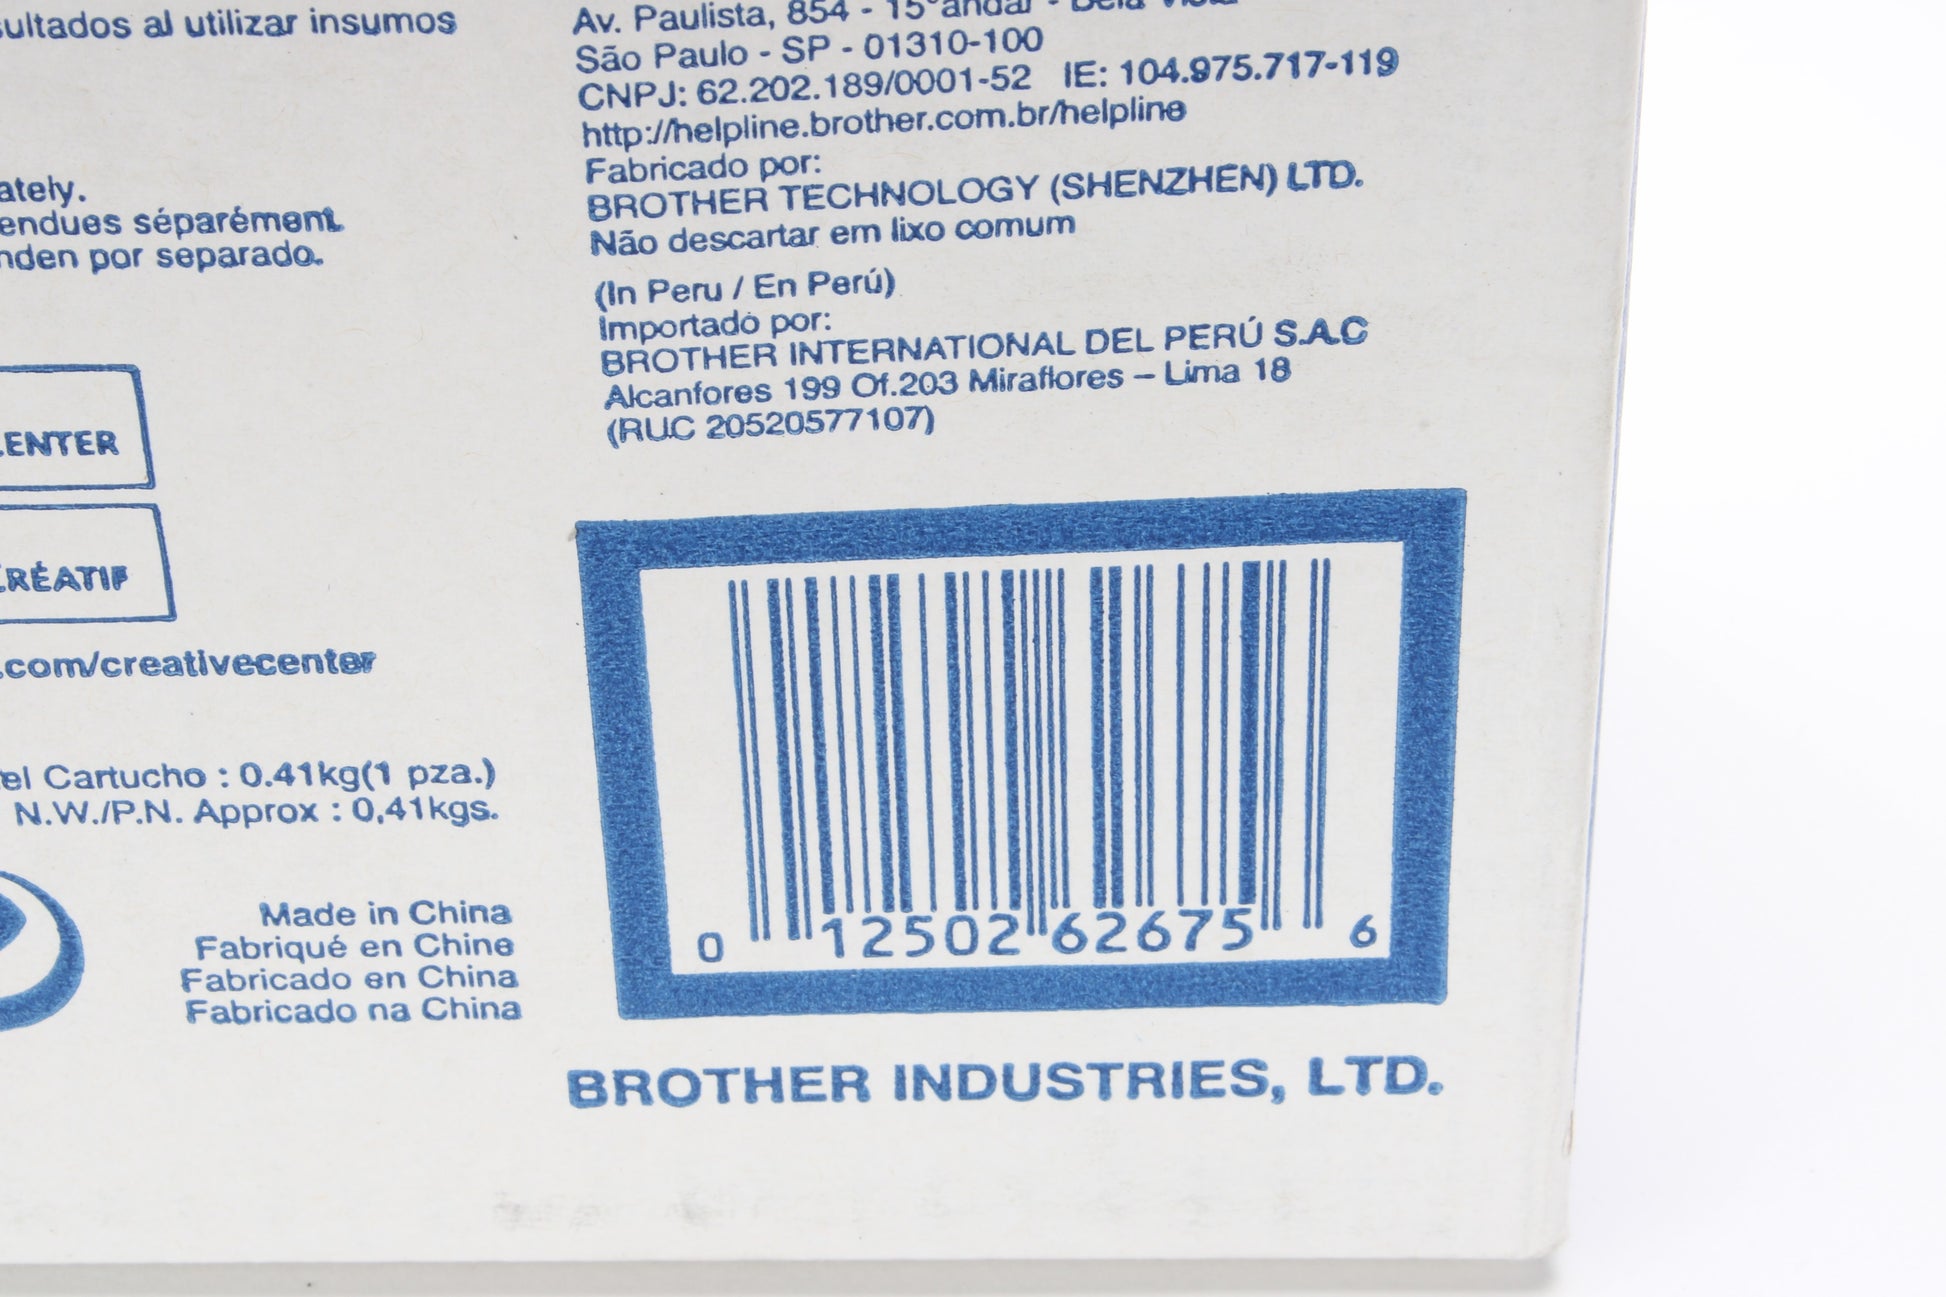 sultados al utilizar insumos
ately.
endues séparément.
nden por separado.
CENTER
CRÉATIF
.com/creativecenter
el Cartucho : 0.41kg(1 pza.)
N.W./P.N. Approx : 0,41kgs.
Made in China
Fabriqué en Chine
Fabricado en China
Fabricado na China
Av. Paulista, 854 - 15°andar - Bela Vista
São Paulo - SP - 01310-100
CNPJ: 62.202.189/0001-52 IE: 104.975.717-119
http://helpline.brother.com.br/helpline
Fabricado por:
BROTHER TECHNOLOGY (SHENZHEN) LTD.
Não descartar em lixo comum
(In Peru / En Perú)
Importado por:
BROTHER INTERNATIONAL DEL PERÚ S.A.C
Alcanfores 199 Of.203 Miraflores – Lima 18
(RUC 20520577107)
0 12502 62675 6
BROTHER INDUSTRIES, LTD.